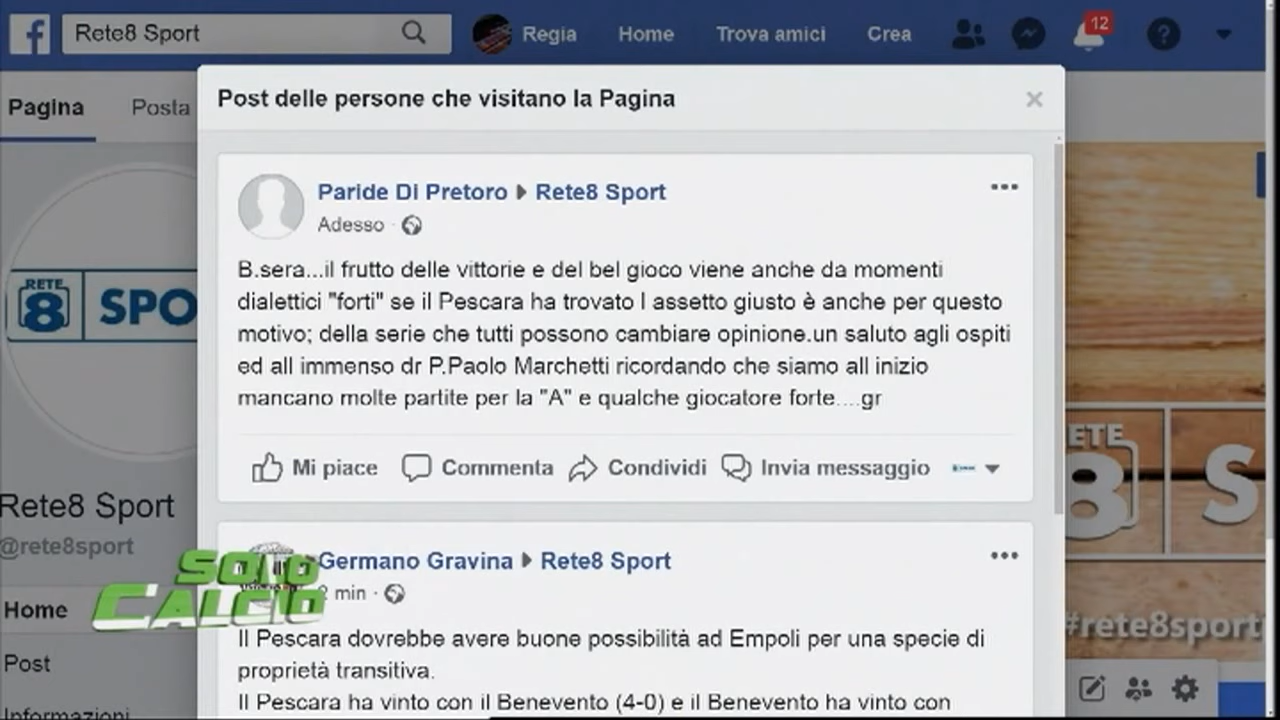 Rete8 Sport
Regia
Home
Trova amici
Crea
12
Pagina
Posta
Post delle persone che visitano la Pagina
Paride Di Pretoro Rete8 Sport
Adesso ·
B.sera...il frutto delle vittorie e del bel gioco viene anche da momenti
dialettici "forti" se il Pescara ha trovato l assetto giusto è anche per questo
motivo; della serie che tutti possono cambiare opinione.un saluto agli ospiti
ed all immenso dr P.Paolo Marchetti ricordando che siamo all inizio
mancano molte partite per la "A" e qualche giocatore forte....gr
Mi piace
Commenta
Condividi
Invia messaggio
RETE
8
SPO
Rete8 Sport
@rete8sport
Home
Post
Informazioni
SOLO
CALCIO
Germano Gravina Rete8 Sport
2 min ·
Il Pescara dovrebbe avere buone possibilità ad Empoli per una specie di
proprietà transitiva.
Il Pescara ha vinto con il Benevento (4-0) e il Benevento ha vinto con
ETE
8
S
#rete8sport